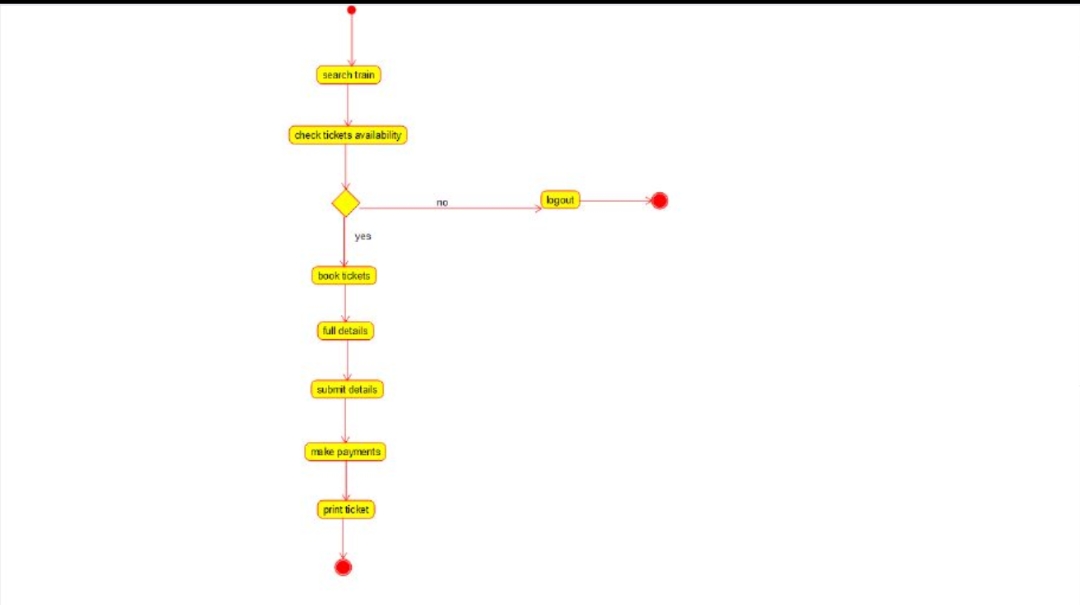 search train
check tickets availability
no
logout
yes
book tickets
full details
submit details
make payments
print ticket